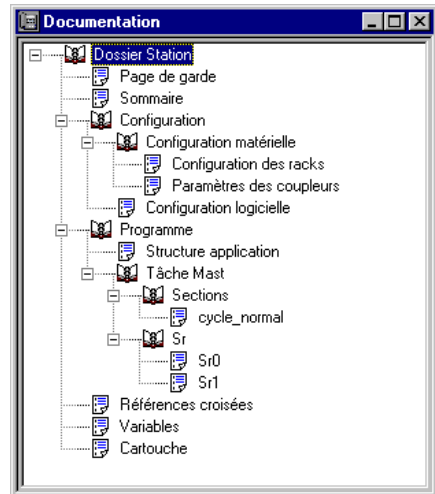 Documentation
Dossier Station
Page de garde
Sommaire
Configuration
Configuration matérielle
Configuration des racks
Paramètres des coupleurs
Configuration logicielle
Programme
Structure application
Tâche Mast
Sections
cycle_normal
Sr
Sr0
Sr1
Références croisées
Variables
Cartouche